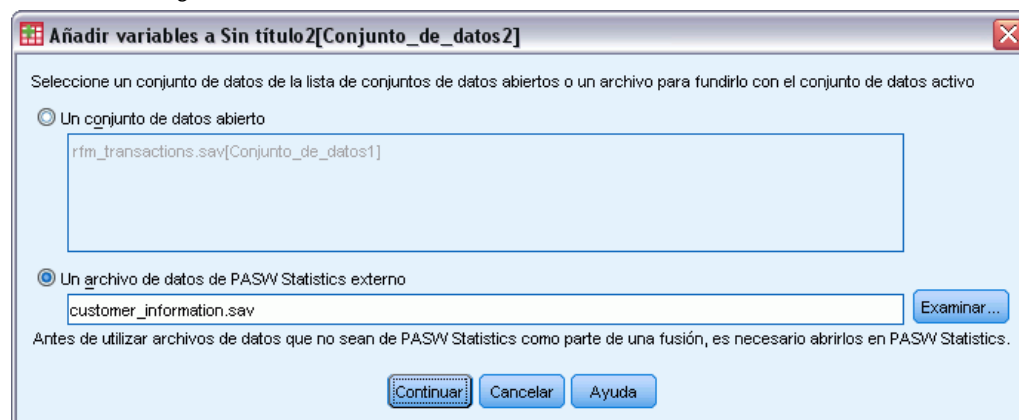 Añadir variables a Sin título2[Conjunto_de_datos2]
Seleccione un conjunto de datos de la lista de conjuntos de datos abiertos o un archivo para fundirlo con el conjunto de datos activo
Un conjunto de datos abierto
rfm_transactions.sav[Conjunto_de_datos1]
Un archivo de datos de PASW Statistics externo
customer_information.sav
Examinar...
Antes de utilizar archivos de datos que no sean de PASW Statistics como parte de una fusión, es necesario abrirlos en PASW Statistics.
Continuar Cancelar Ayuda